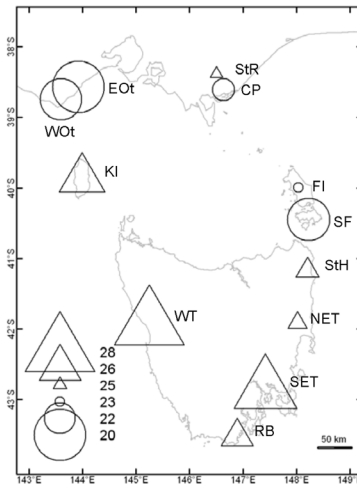 38°S
39°S
40°S
41°S
42°S
43°S
StR
CP
EOt
WOt
KI
FI
SF
StH
WT
NET
SET
RB
28
26
25
23
22
20
50 km
143°E
144°E
145°E
146°E
147°E
148°E
149°E